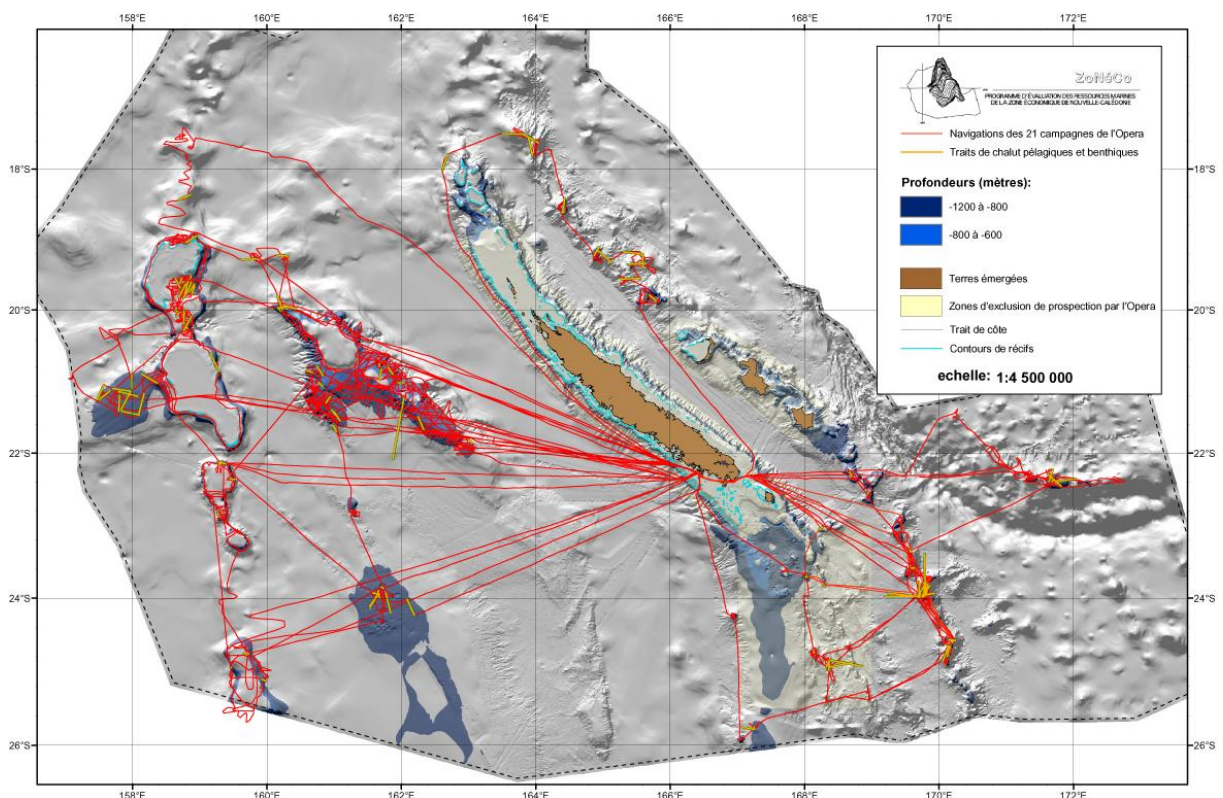 158°E 160°E 162°E 164°E 166°E 168°E 170°E 172°E
ZoNéCo
PROGRAMME D'ÉVALUATION DES RESSOURCES MARINES
DE LA ZONE ÉCONOMIQUE DE NOUVELLE-CALÉDONIE
Navigations des 21 campagnes de l'Opera
Traits de chalut pélagiques et benthiques
Profondeurs (mètres):
-1200 à -800
-800 à -600
Terres émergées
Zones d'exclusion de prospection par l'Opera
Trait de côte
Contours de récifs
echelle: 1:4 500 000
18°S 18°S
20°S 20°S
22°S 22°S
24°S 24°S
26°S 26°S
158°E 160°E 162°E 164°E 166°E 168°E 170°E 172°E